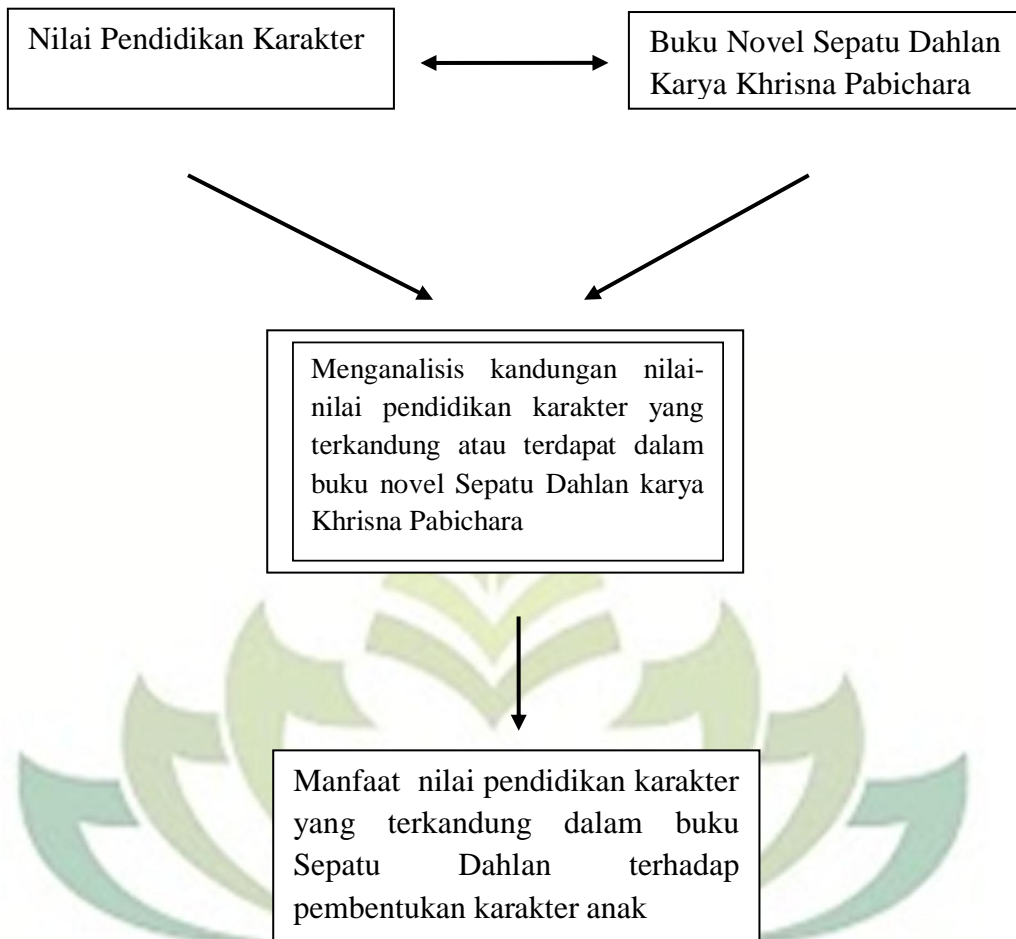 Nilai Pendidikan Karakter
Buku Novel Sepatu Dahlan
Karya Khrisna Pabichara
Menganalisis kandungan nilai-
nilai pendidikan karakter yang
terkandung atau terdapat dalam
buku novel Sepatu Dahlan karya
Khrisna Pabichara
Manfaat nilai pendidikan karakter
yang terkandung dalam buku
Sepatu Dahlan terhadap
pembentukan karakter anak